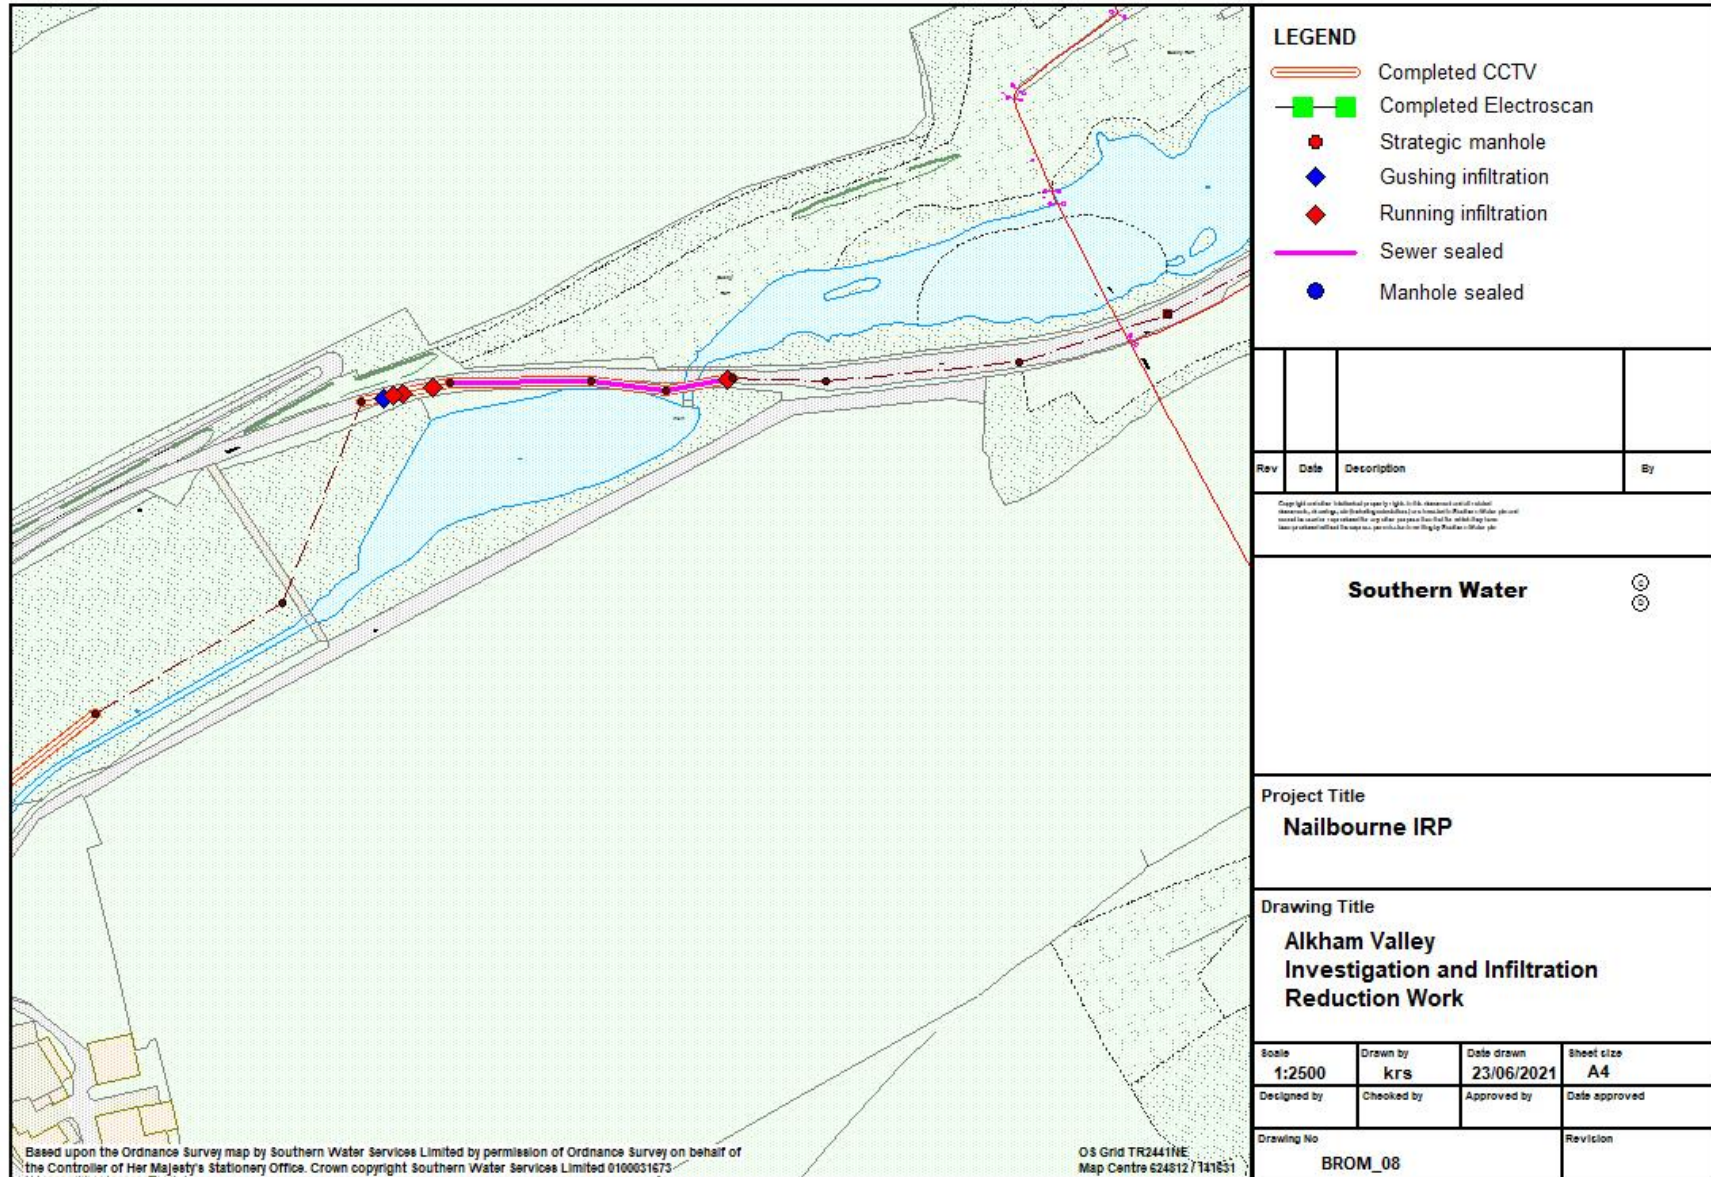 LEGEND
Completed CCTV
Completed Electroscan
Strategic manhole
Gushing infiltration
Running infiltration
Sewer sealed
Manhole sealed
Rev Date Description By
Southern Water
Project Title
Nailbourne IRP
Drawing Title
Alkham Valley
Investigation and Infiltration
Reduction Work
Scale Drawn by Date drawn Sheet size
1:2500 krs 23/06/2021 A4
Designed by Checked by Approved by Date approved
Drawing No Revision
BROM_08
Based upon the Ordnance Survey map by Southern Water Services Limited by permission of Ordnance Survey on behalf of
the Controller of Her Majesty's Stationery Office. Crown copyright Southern Water Services Limited 0100031673
OS Grid TR2441NE
Map Centre 624812 / 141631